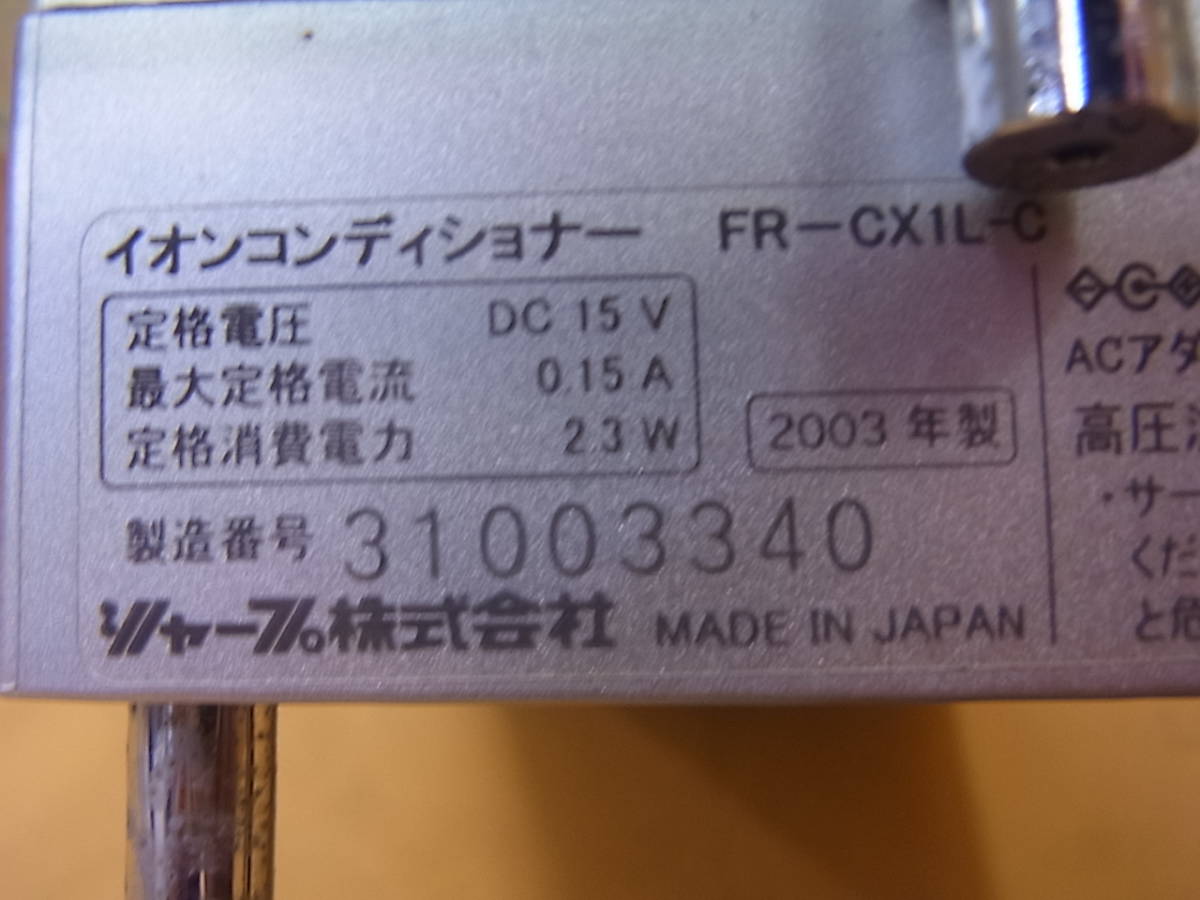 イオンコンディショナー FR-CX1L-C
定格電圧 DC 15 V
最大定格電流 0.15 A
定格消費電力 2.3 W
2003 年製
製造番号 31003340
シャープ株式会社 MADE IN JAPAN
ACアダ
高圧
・サー
くだ
と危